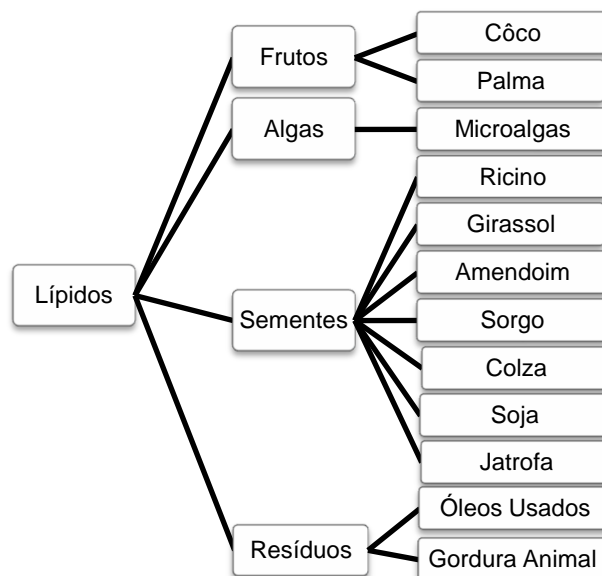 Lípidos
Frutos
Côco
Palma
Algas
Microalgas
Sementes
Ricino
Girassol
Amendoim
Sorgo
Colza
Soja
Jatrofa
Resíduos
Óleos Usados
Gordura Animal